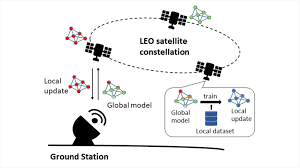 LEO satellite
constellation
Local
update
Global model
train
Global
model
Local
update
Local dataset
Ground Station